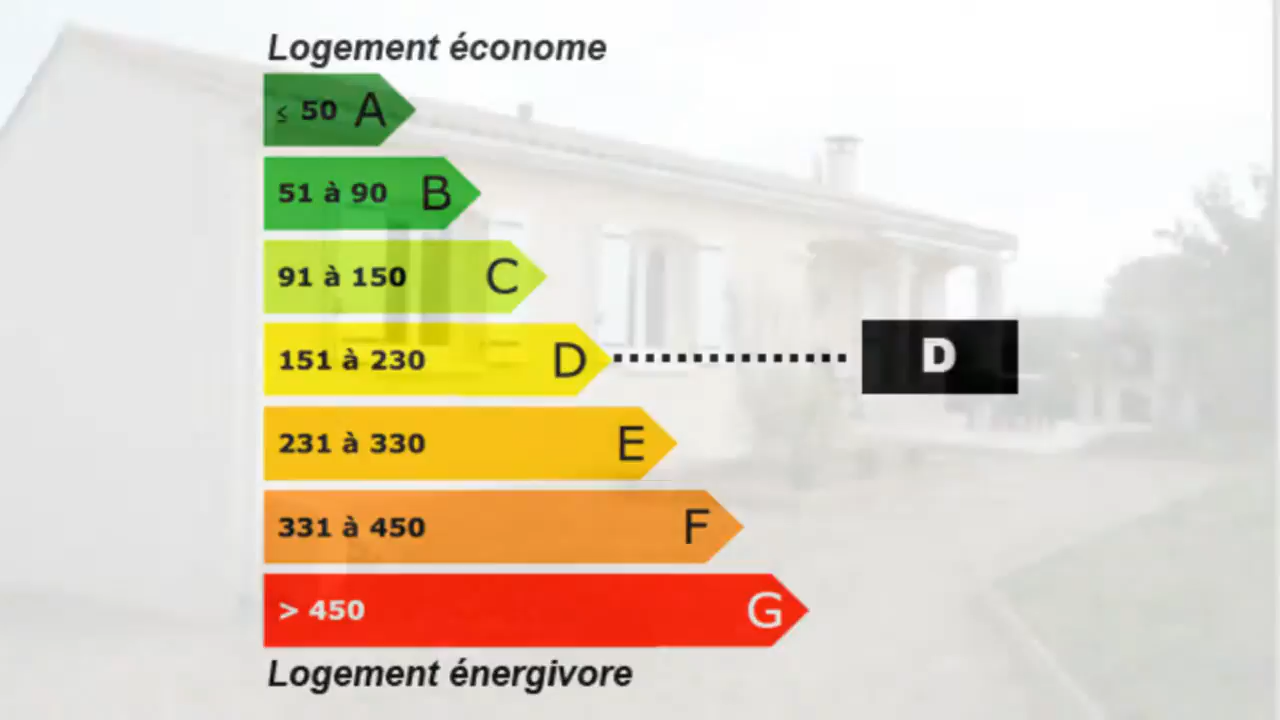 Logement économe
≤ 50 A
51 à 90 B
91 à 150 C
151 à 230 D D
231 à 330 E
331 à 450 F
> 450 G
Logement énergivore